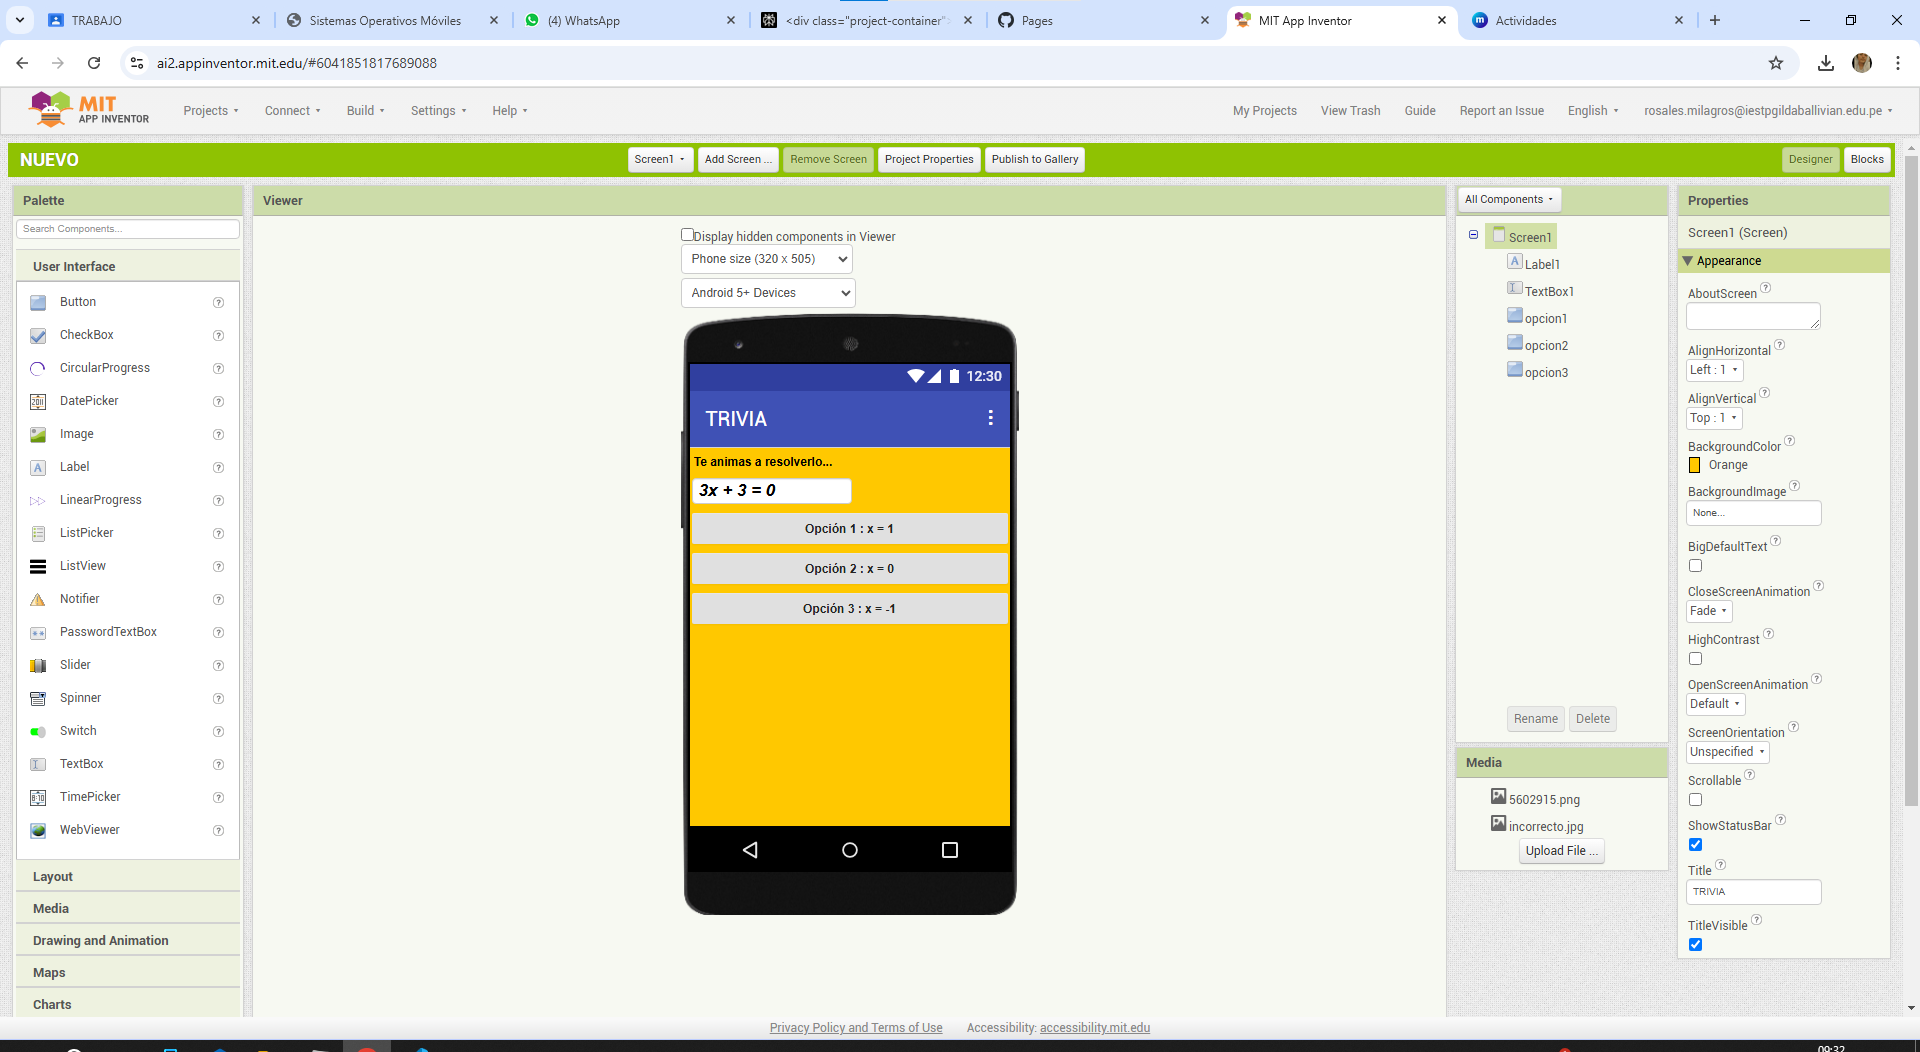 TRABAJO
Sistemas Operativos Móviles
(4) WhatsApp
<div class="project-container"
Pages
MIT App Inventor
Actividades
ai2.appinventor.mit.edu/#6041851817689088
MIT
APP INVENTOR
Projects
Connect
Build
Settings
Help
My Projects
View Trash
Guide
Report an Issue
English
rosales.milagros@iestpgildaballivian.edu.pe
NUEVO
Screen1
Add Screen ...
Remove Screen
Project Properties
Publish to Gallery
Designer
Blocks
Palette
Search Components...
User Interface
Button
CheckBox
CircularProgress
DatePicker
Image
Label
LinearProgress
ListPicker
ListView
Notifier
PasswordTextBox
Slider
Spinner
Switch
TextBox
TimePicker
WebViewer
Layout
Media
Drawing and Animation
Maps
Charts
Viewer
Display hidden components in Viewer
Phone size (320 x 505)
Android 5+ Devices
12:30
TRIVIA
Te animas a resolverlo...
3x + 3 = 0
Opción 1 : x = 1
Opción 2 : x = 0
Opción 3 : x = -1
All Components
Screen1
Label1
TextBox1
opcion1
opcion2
opcion3
Rename
Delete
Media
5602915.png
incorrecto.jpg
Upload File ...
Properties
Screen1 (Screen)
Appearance
AboutScreen
AlignHorizontal
Left : 1
AlignVertical
Top : 1
BackgroundColor
Orange
BackgroundImage
None...
BigDefaultText
CloseScreenAnimation
Fade
HighContrast
OpenScreenAnimation
Default
ScreenOrientation
Unspecified
Scrollable
ShowStatusBar
Title
TRIVIA
TitleVisible
Privacy Policy and Terms of Use
Accessibility: accessibility.mit.edu
09:32